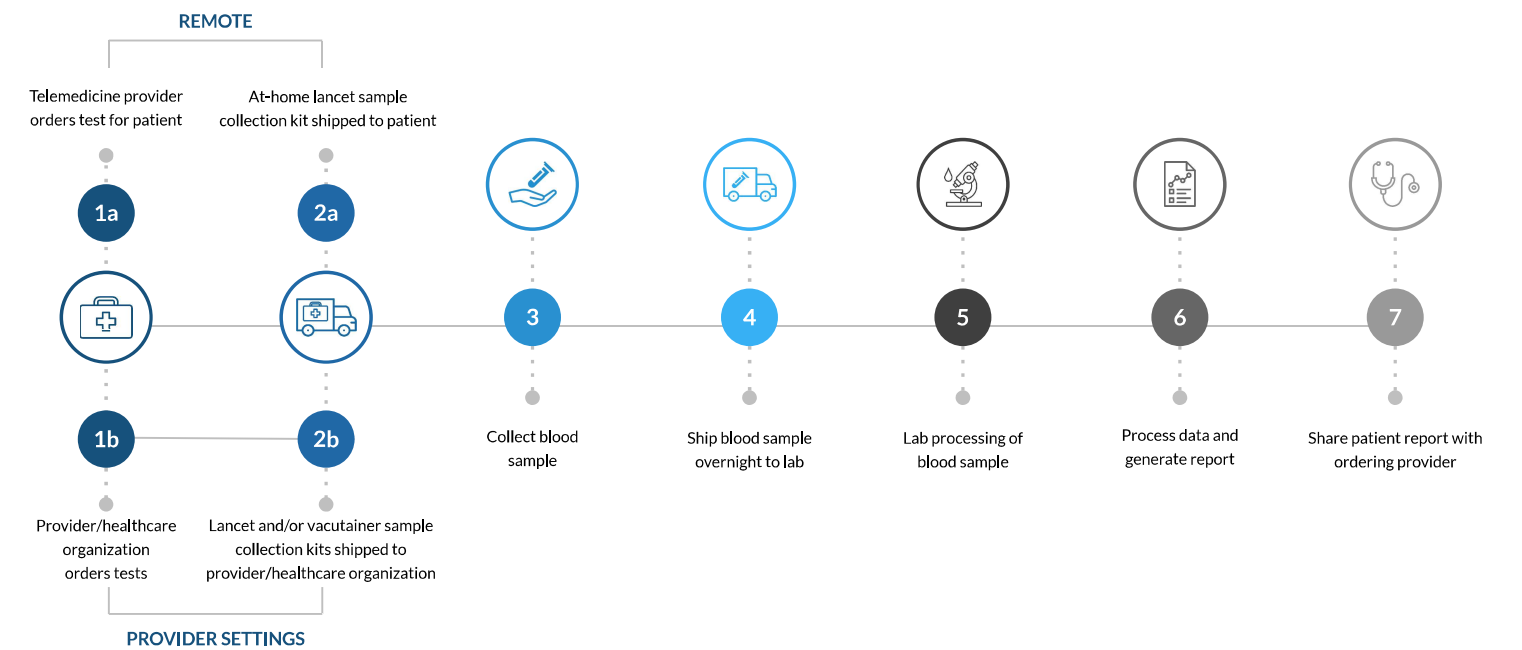 REMOTE
Telemedicine provider
orders test for patient
At-home lancet sample
collection kit shipped to patient
1a
2a
3
4
5
6
7
1b
2b
Collect blood
sample
Ship blood sample
overnight to lab
Lab processing of
blood sample
Process data and
generate report
Share patient report with
ordering provider
Provider/healthcare
organization
orders tests
Lancet and/or vacutainer sample
collection kits shipped to
provider/healthcare organization
PROVIDER SETTINGS